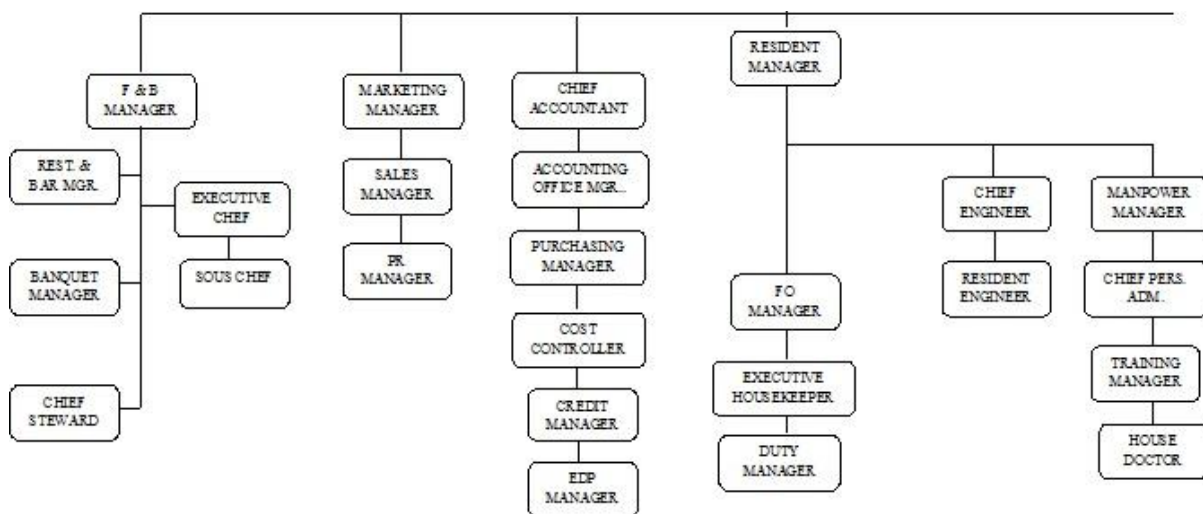 RESIDENT
MANAGER
F & B
MANAGER
MARKETING
MANAGER
CHIEF
ACCOUNTANT
REST. &
BAR MGR.
EXECUTIVE
CHEF
SOUS CHEF
BANQUET
MANAGER
CHIEF
STEWARD
SALES
MANAGER
PR
MANAGER
ACCOUNTING
OFFICE MGR..
PURCHASING
MANAGER
COST
CONTROLLER
CREDIT
MANAGER
EDP
MANAGER
FO
MANAGER
EXECUTIVE
HOUSEKEEPER
DUTY
MANAGER
CHIEF
ENGINEER
RESIDENT
ENGINEER
MANPOWER
MANAGER
CHIEF PERS.
ADM.
TRAINING
MANAGER
HOUSE
DOCTOR